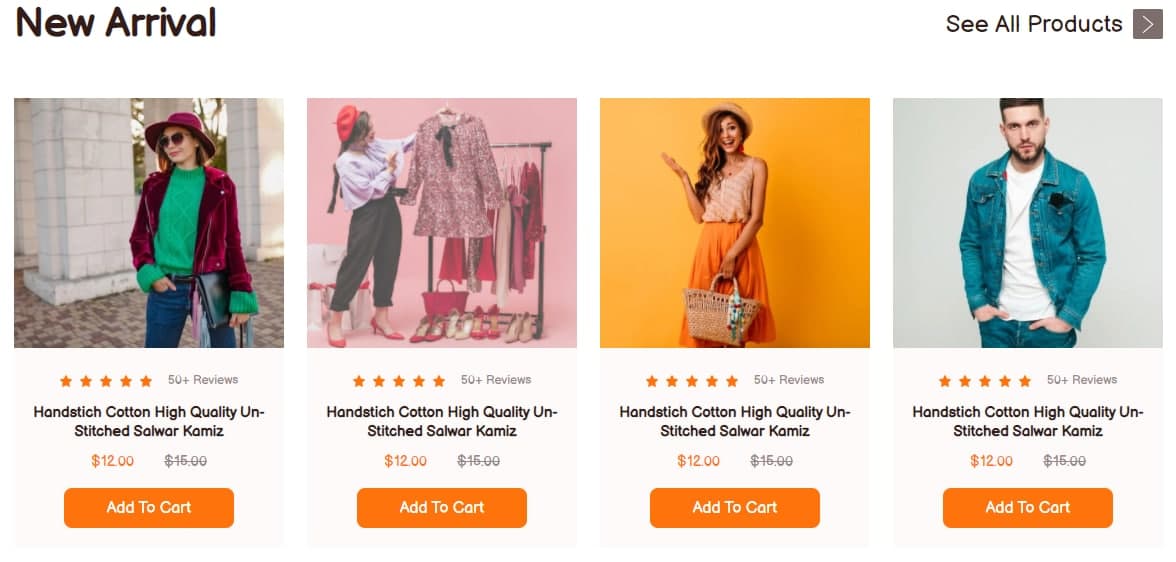 New Arrival
See All Products
50+ Reviews
Handstich Cotton High Quality Un-
Stitched Salwar Kamiz
$12.00 $15.00
Add To Cart
50+ Reviews
Handstich Cotton High Quality Un-
Stitched Salwar Kamiz
$12.00 $15.00
Add To Cart
50+ Reviews
Handstich Cotton High Quality Un-
Stitched Salwar Kamiz
$12.00 $15.00
Add To Cart
50+ Reviews
Handstich Cotton High Quality Un-
Stitched Salwar Kamiz
$12.00 $15.00
Add To Cart